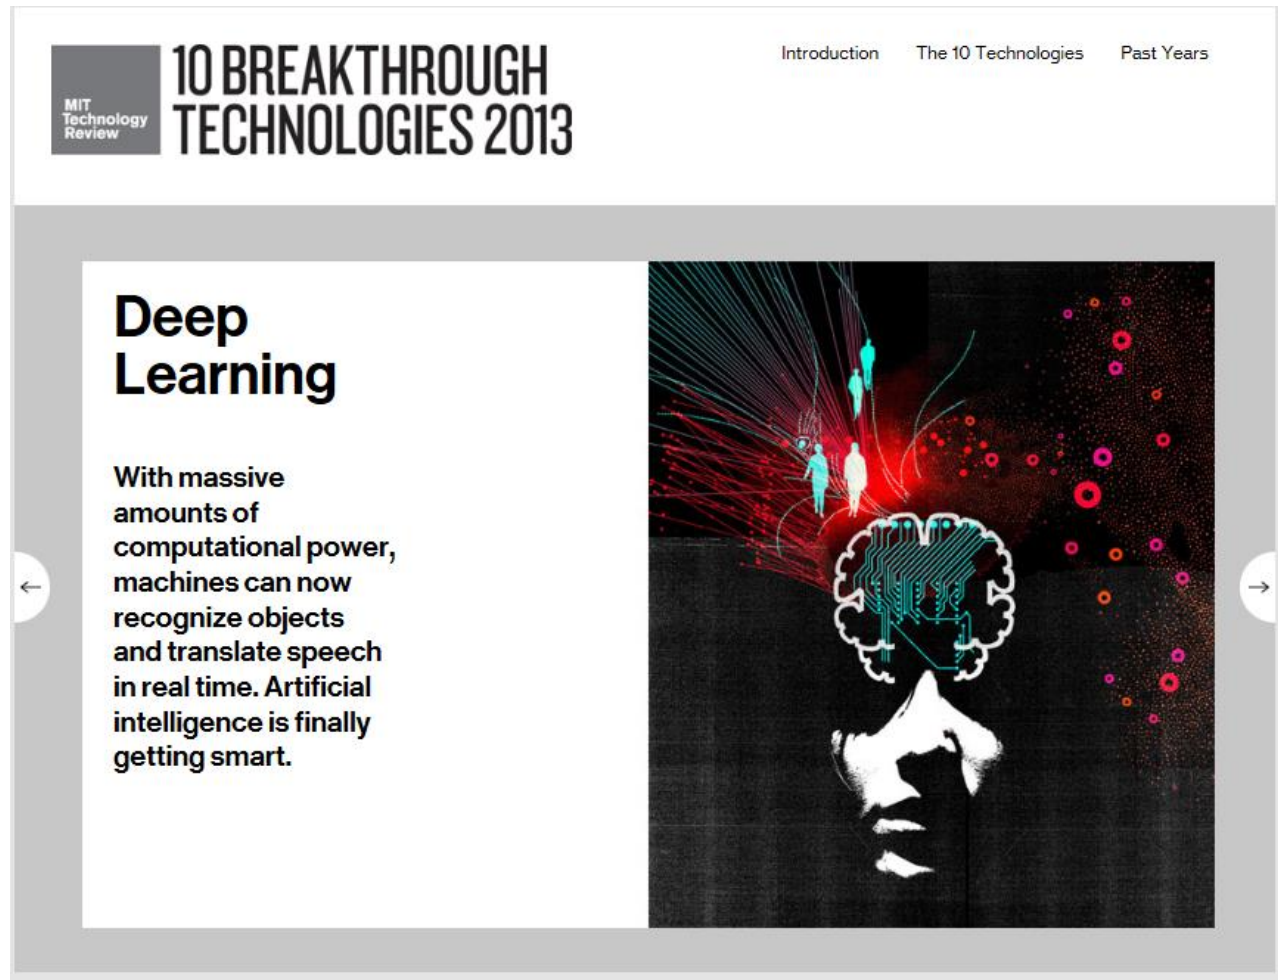 MIT
Technology
Review
10 BREAKTHROUGH
TECHNOLOGIES 2013
Introduction The 10 Technologies Past Years
Deep
Learning
With massive
amounts of
computational power,
machines can now
recognize objects
and translate speech
in real time. Artificial
intelligence is finally
getting smart.